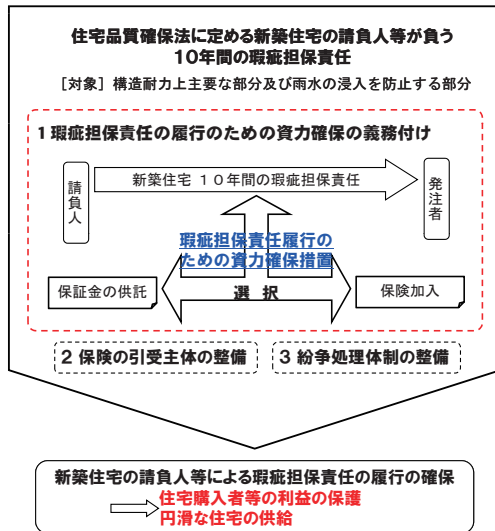 住宅品質確保法に定める新築住宅の請負人等が負う
10年間の瑕疵担保責任
［対象］構造耐力上主要な部分及び雨水の浸入を防止する部分
1 瑕疵担保責任の履行のための資力確保の義務付け
請負人
新築住宅 １０年間の瑕疵担保責任
発注者
瑕疵担保責任履行の
ための資力確保措置
保証金の供託
選 択
保険加入
2 保険の引受主体の整備
3 紛争処理体制の整備
新築住宅の請負人等による瑕疵担保責任の履行の確保
住宅購入者等の利益の保護
円滑な住宅の供給